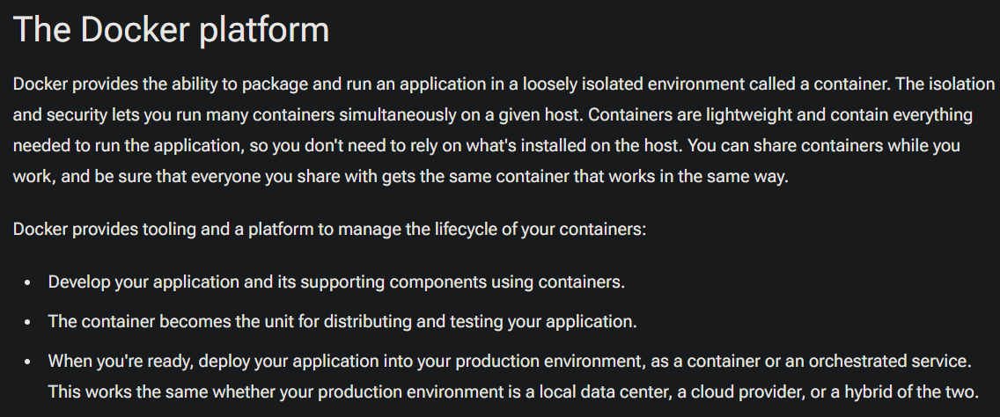 The Docker platform
Docker provides the ability to package and run an application in a loosely isolated environment called a container. The isolation
and security lets you run many containers simultaneously on a given host. Containers are lightweight and contain everything
needed to run the application, so you don't need to rely on what's installed on the host. You can share containers while you
work, and be sure that everyone you share with gets the same container that works in the same way.
Docker provides tooling and a platform to manage the lifecycle of your containers:
• Develop your application and its supporting components using containers.
• The container becomes the unit for distributing and testing your application.
• When you're ready, deploy your application into your production environment, as a container or an orchestrated service.
This works the same whether your production environment is a local data center, a cloud provider, or a hybrid of the two.